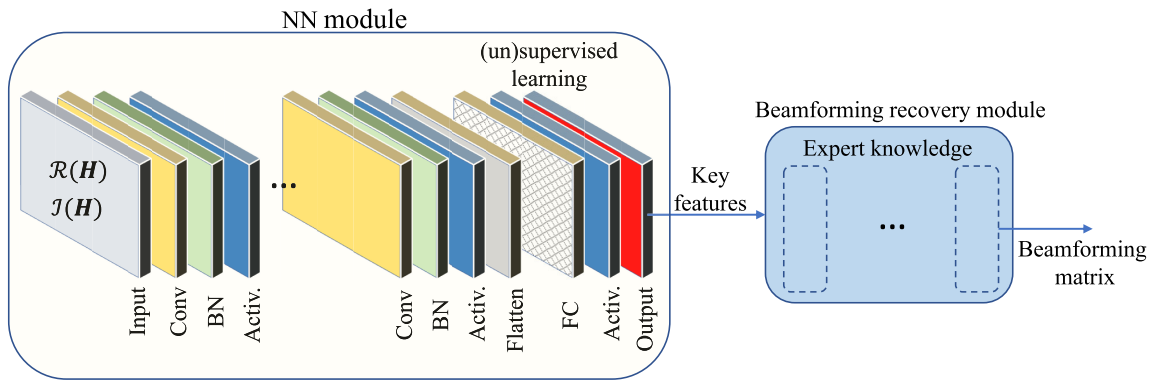 NN module
(un)supervised
learning
ℛ(𝑯)
ℐ(𝑯)
...
Input
Conv
BN
Activ.
Conv
BN
Activ.
Flatten
FC
Activ.
Output
Key
features
Beamforming recovery module
Expert knowledge
...
Beamforming
matrix